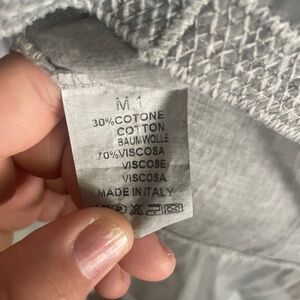 M 1
30%COTONE
COTTON
BAUMWOLLE
70%VISCOSA
VISCOSE
VISCOSA
MADE IN ITALY